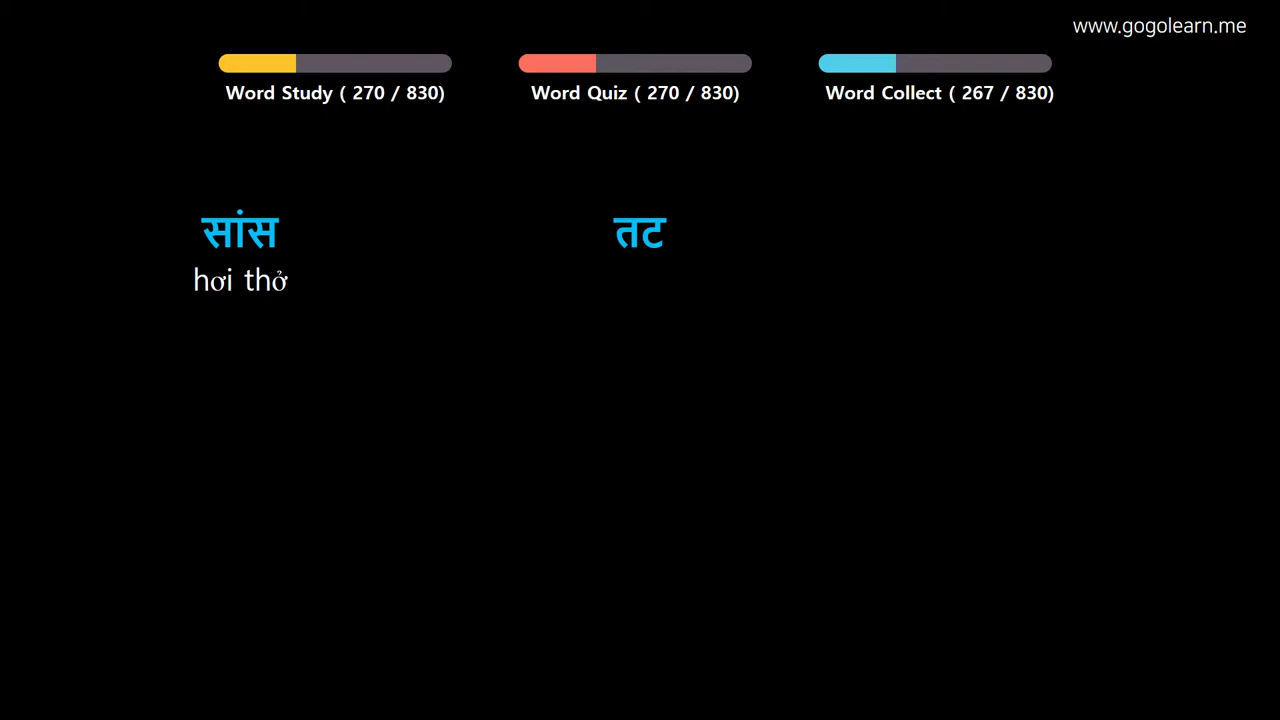 www.gogolearn.me
Word Study ( 270 / 830)
Word Quiz ( 270 / 830)
Word Collect ( 267 / 830)
सांस
hơi thở
तट